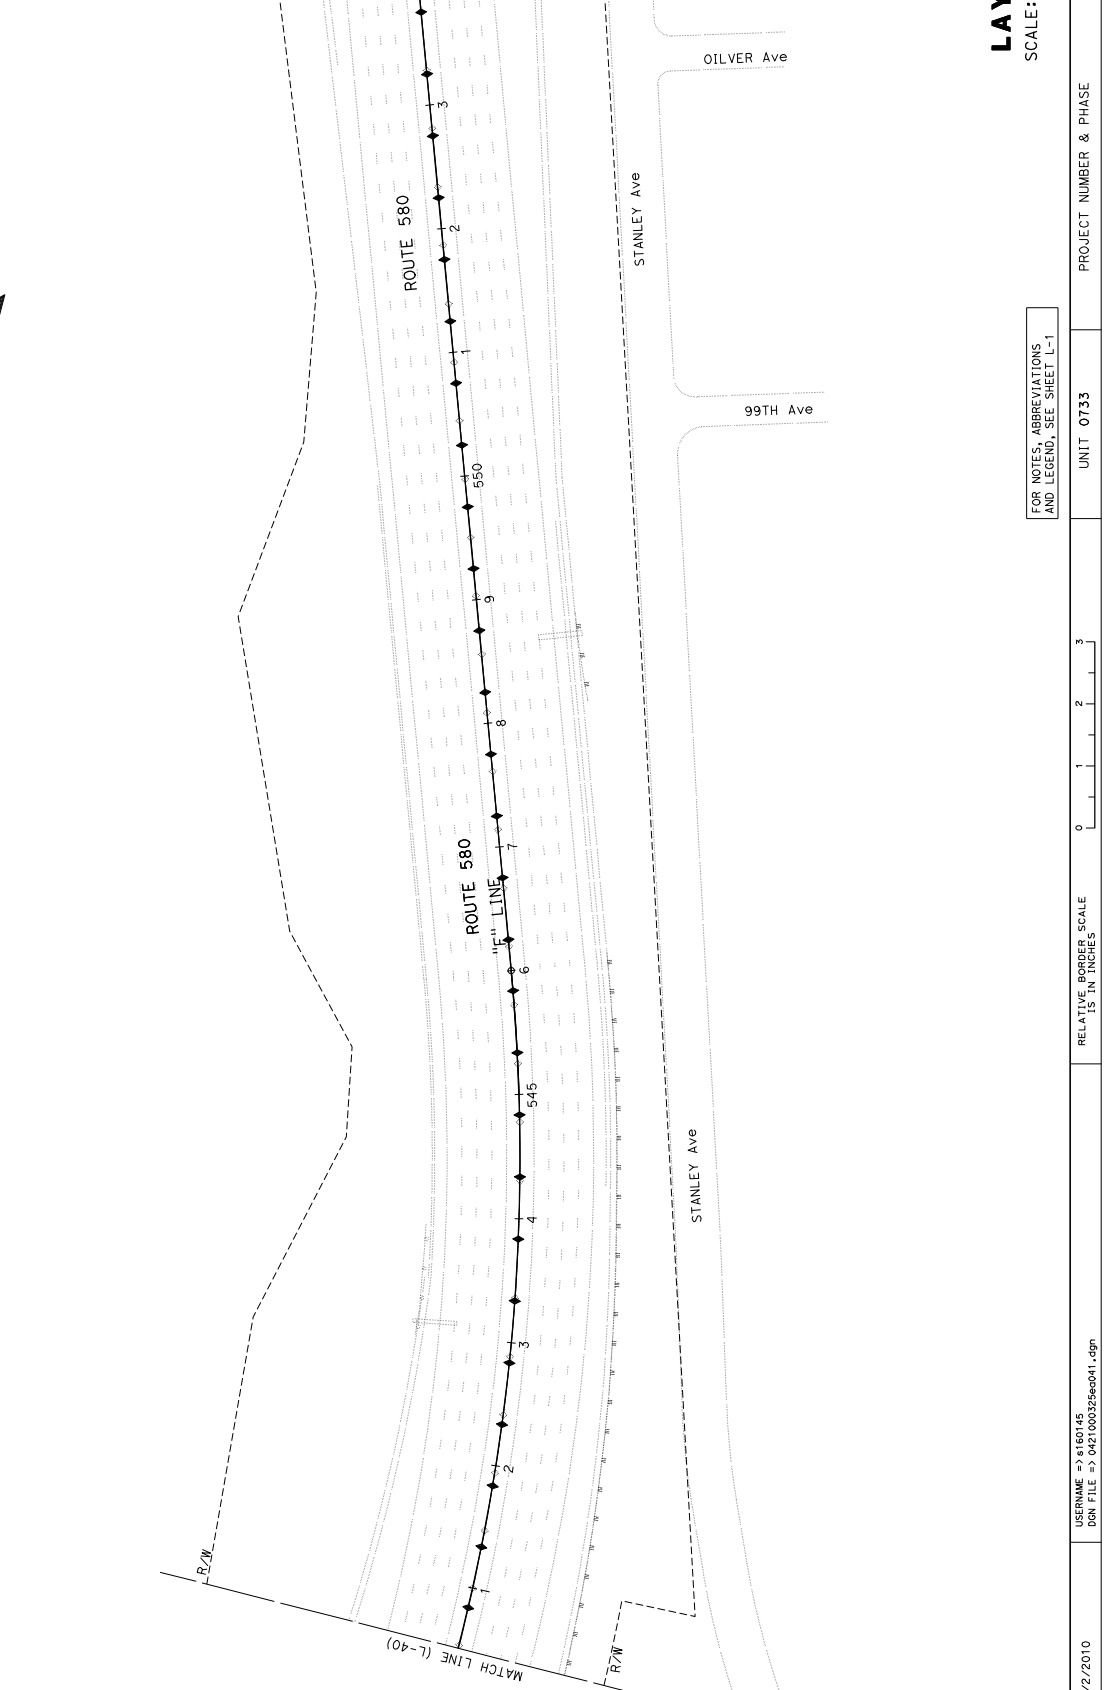 LAY
SCALE:
OILVER Ave
3
STANLEY Ave
ROUTE 580
2
1
99TH Ave
550
9
8
7
ROUTE 580
"E" LINE
6
545
STANLEY Ave
4
3
2
1
R/W
R/W
MATCH LINE (L-40)
FOR NOTES, ABBREVIATIONS
AND LEGEND, SEE SHEET L-1
PROJECT NUMBER & PHASE
UNIT 0733
0 1 2 3
RELATIVE BORDER SCALE
IS IN INCHES
USERNAME => s160145
DGN FILE => 0421000325ea041.dgn
/2/2010